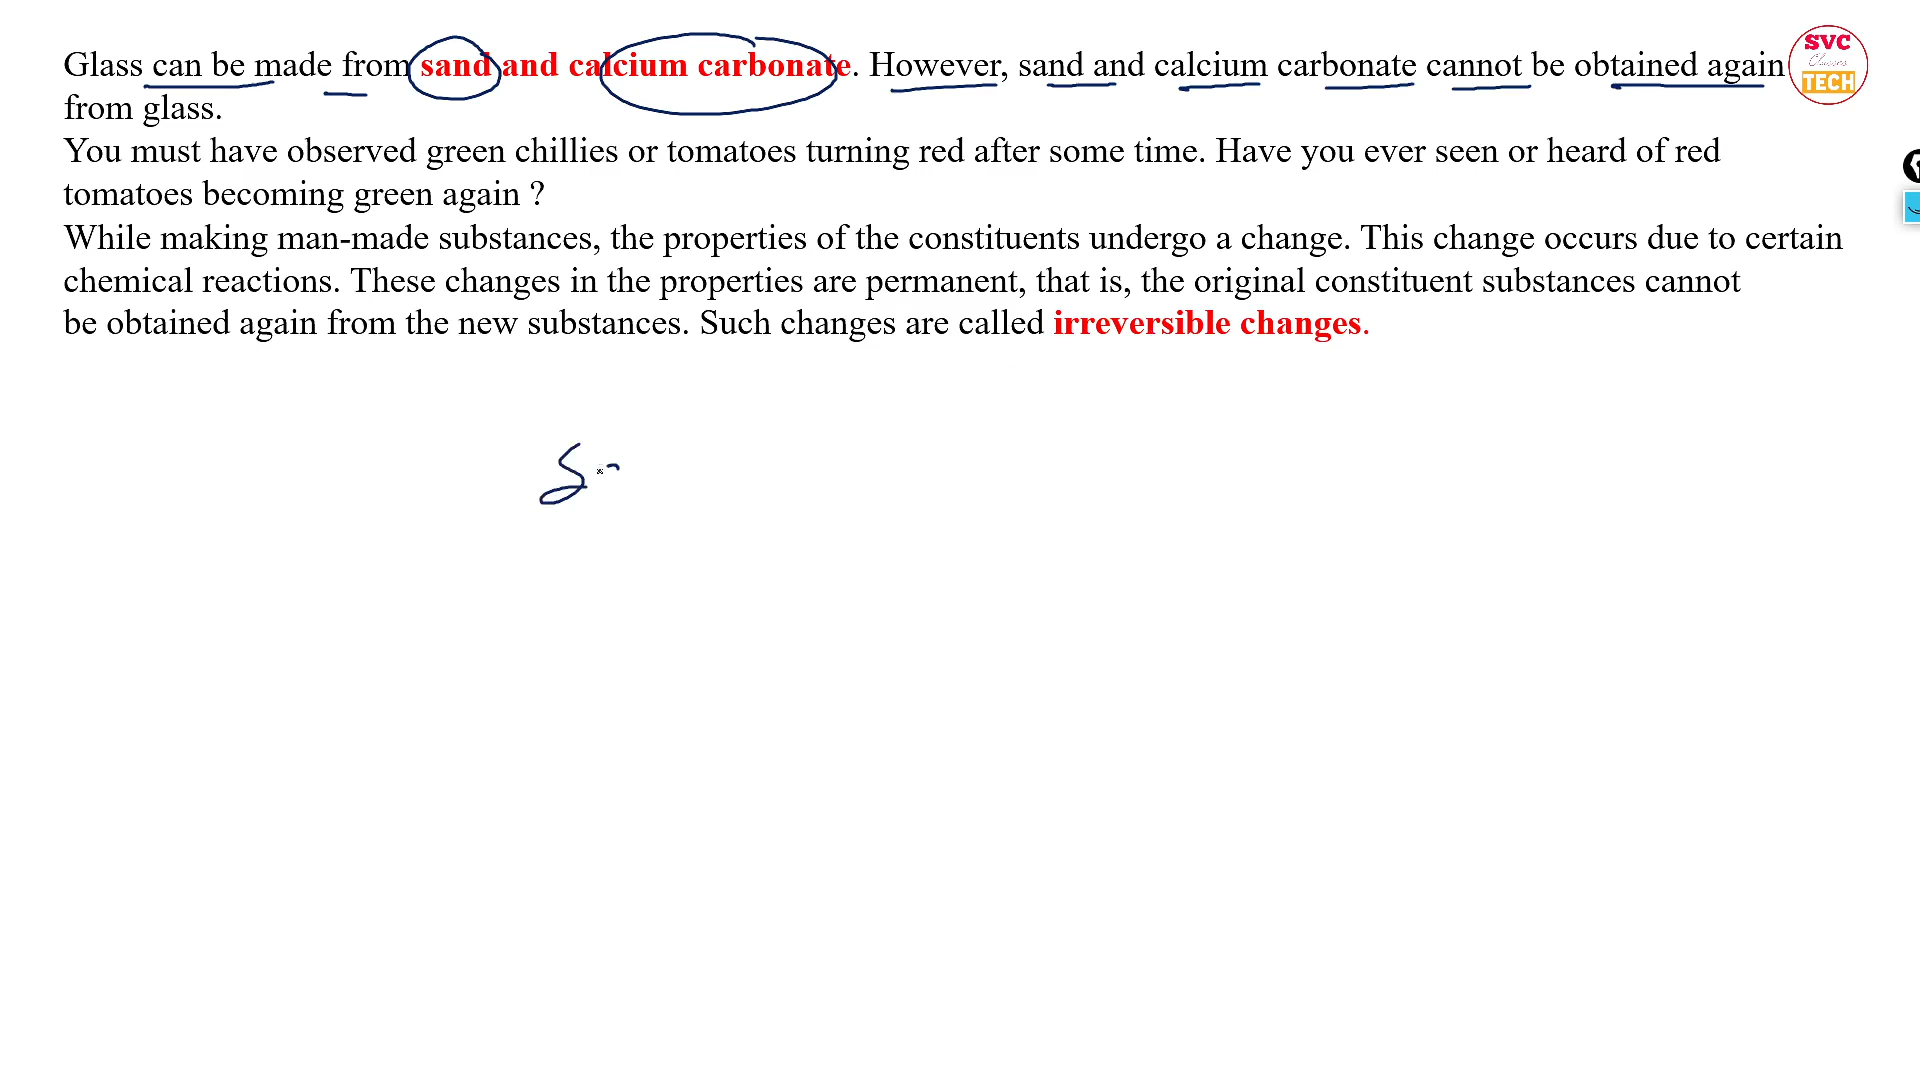 Glass can be made from sand and calcium carbonate. However, sand and calcium carbonate cannot be obtained again
from glass.
You must have observed green chillies or tomatoes turning red after some time. Have you ever seen or heard of red
tomatoes becoming green again ?
While making man-made substances, the properties of the constituents undergo a change. This change occurs due to certain
chemical reactions. These changes in the properties are permanent, that is, the original constituent substances cannot
be obtained again from the new substances. Such changes are called irreversible changes.
SVC
Classes
TECH
S